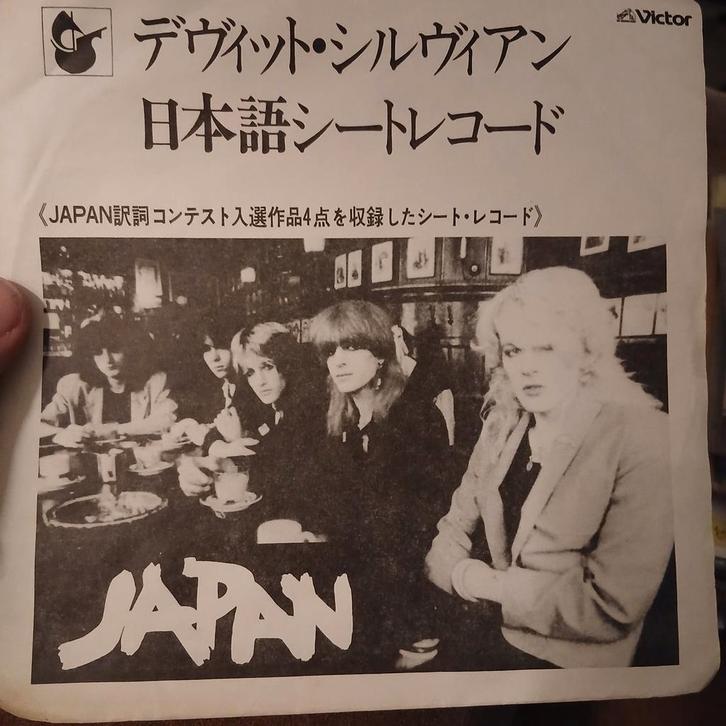 Victor
デヴィット・シルヴィアン
日本語シートレコード
《JAPAN訳詞コンテスト入選作品4点を収録したシート・レコード》
JAPAN